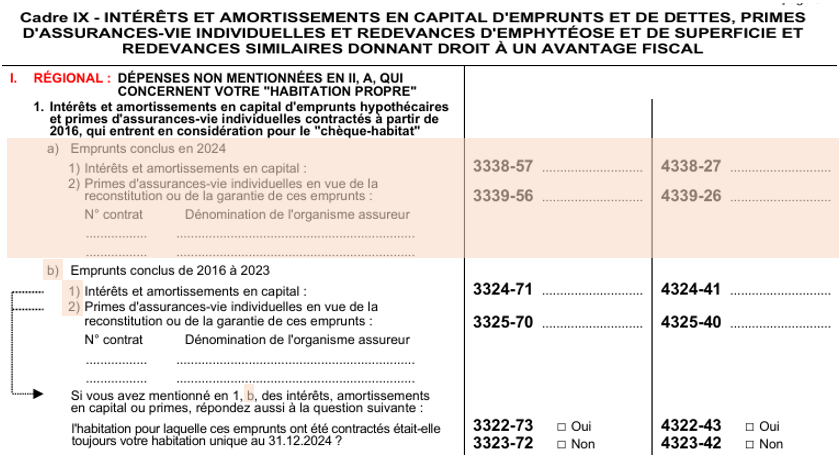 Cadre IX - INTÉRÊTS ET AMORTISSEMENTS EN CAPITAL D'EMPRUNTS ET DE DETTES, PRIMES
D'ASSURANCES-VIE INDIVIDUELLES ET REDEVANCES D'EMPHYTÉOSE ET DE SUPERFICIE ET
REDEVANCES SIMILAIRES DONNANT DROIT À UN AVANTAGE FISCAL
I. RÉGIONAL : DÉPENSES NON MENTIONNÉES EN II, A, QUI
CONCERNENT VOTRE "HABITATION PROPRE"
1. Intérêts et amortissements en capital d'emprunts hypothécaires
et primes d'assurances-vie individuelles contractés à partir de
2016, qui entrent en considération pour le "chèque-habitat"
a) Emprunts conclus en 2024
1) Intérêts et amortissements en capital : 3338-57 ........................ 4338-27 ........................
2) Primes d'assurances-vie individuelles en vue de la
reconstitution ou de la garantie de ces emprunts : 3339-56 ........................ 4339-26 ........................
N° contrat Dénomination de l'organisme assureur
................ ................................................................
................ ................................................................
b) Emprunts conclus de 2016 à 2023
1) Intérêts et amortissements en capital : 3324-71 ........................ 4324-41 ........................
2) Primes d'assurances-vie individuelles en vue de la
reconstitution ou de la garantie de ces emprunts : 3325-70 ........................ 4325-40 ........................
N° contrat Dénomination de l'organisme assureur
................ ................................................................
................ ................................................................
Si vous avez mentionné en 1, b, des intérêts, amortissements
en capital ou primes, répondez aussi à la question suivante :
l'habitation pour laquelle ces emprunts ont été contractés était-elle 3322-73 □ Oui 4322-43 □ Oui
toujours votre habitation unique au 31.12.2024 ? 3323-72 □ Non 4323-42 □ Non